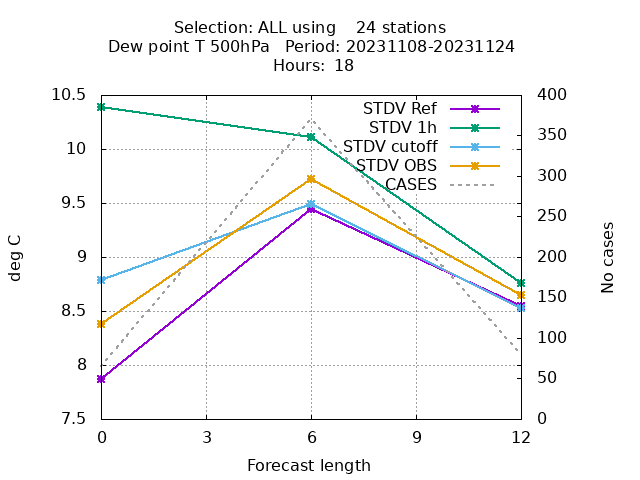 Selection: ALL using    24 stations
Dew point T 500hPa   Period: 20231108-20231124
Hours: 18
10.5
10
9.5
9
8.5
8
7.5
400
350
300
250
200
150
100
50
0
STDV Ref
STDV 1h
STDV cutoff
STDV OBS
CASES
deg C
No cases
0 3 6 9 12
Forecast length